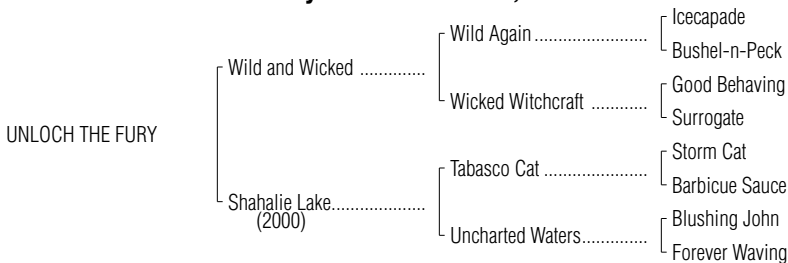 Icecapade
Wild Again
Bushel-n-Peck
Wild and Wicked
Good Behaving
Wicked Witchcraft
Surrogate
UNLOCH THE FURY
Storm Cat
Tabasco Cat
Barbicue Sauce
Shahalie Lake
(2000)
Blushing John
Uncharted Waters
Forever Waving